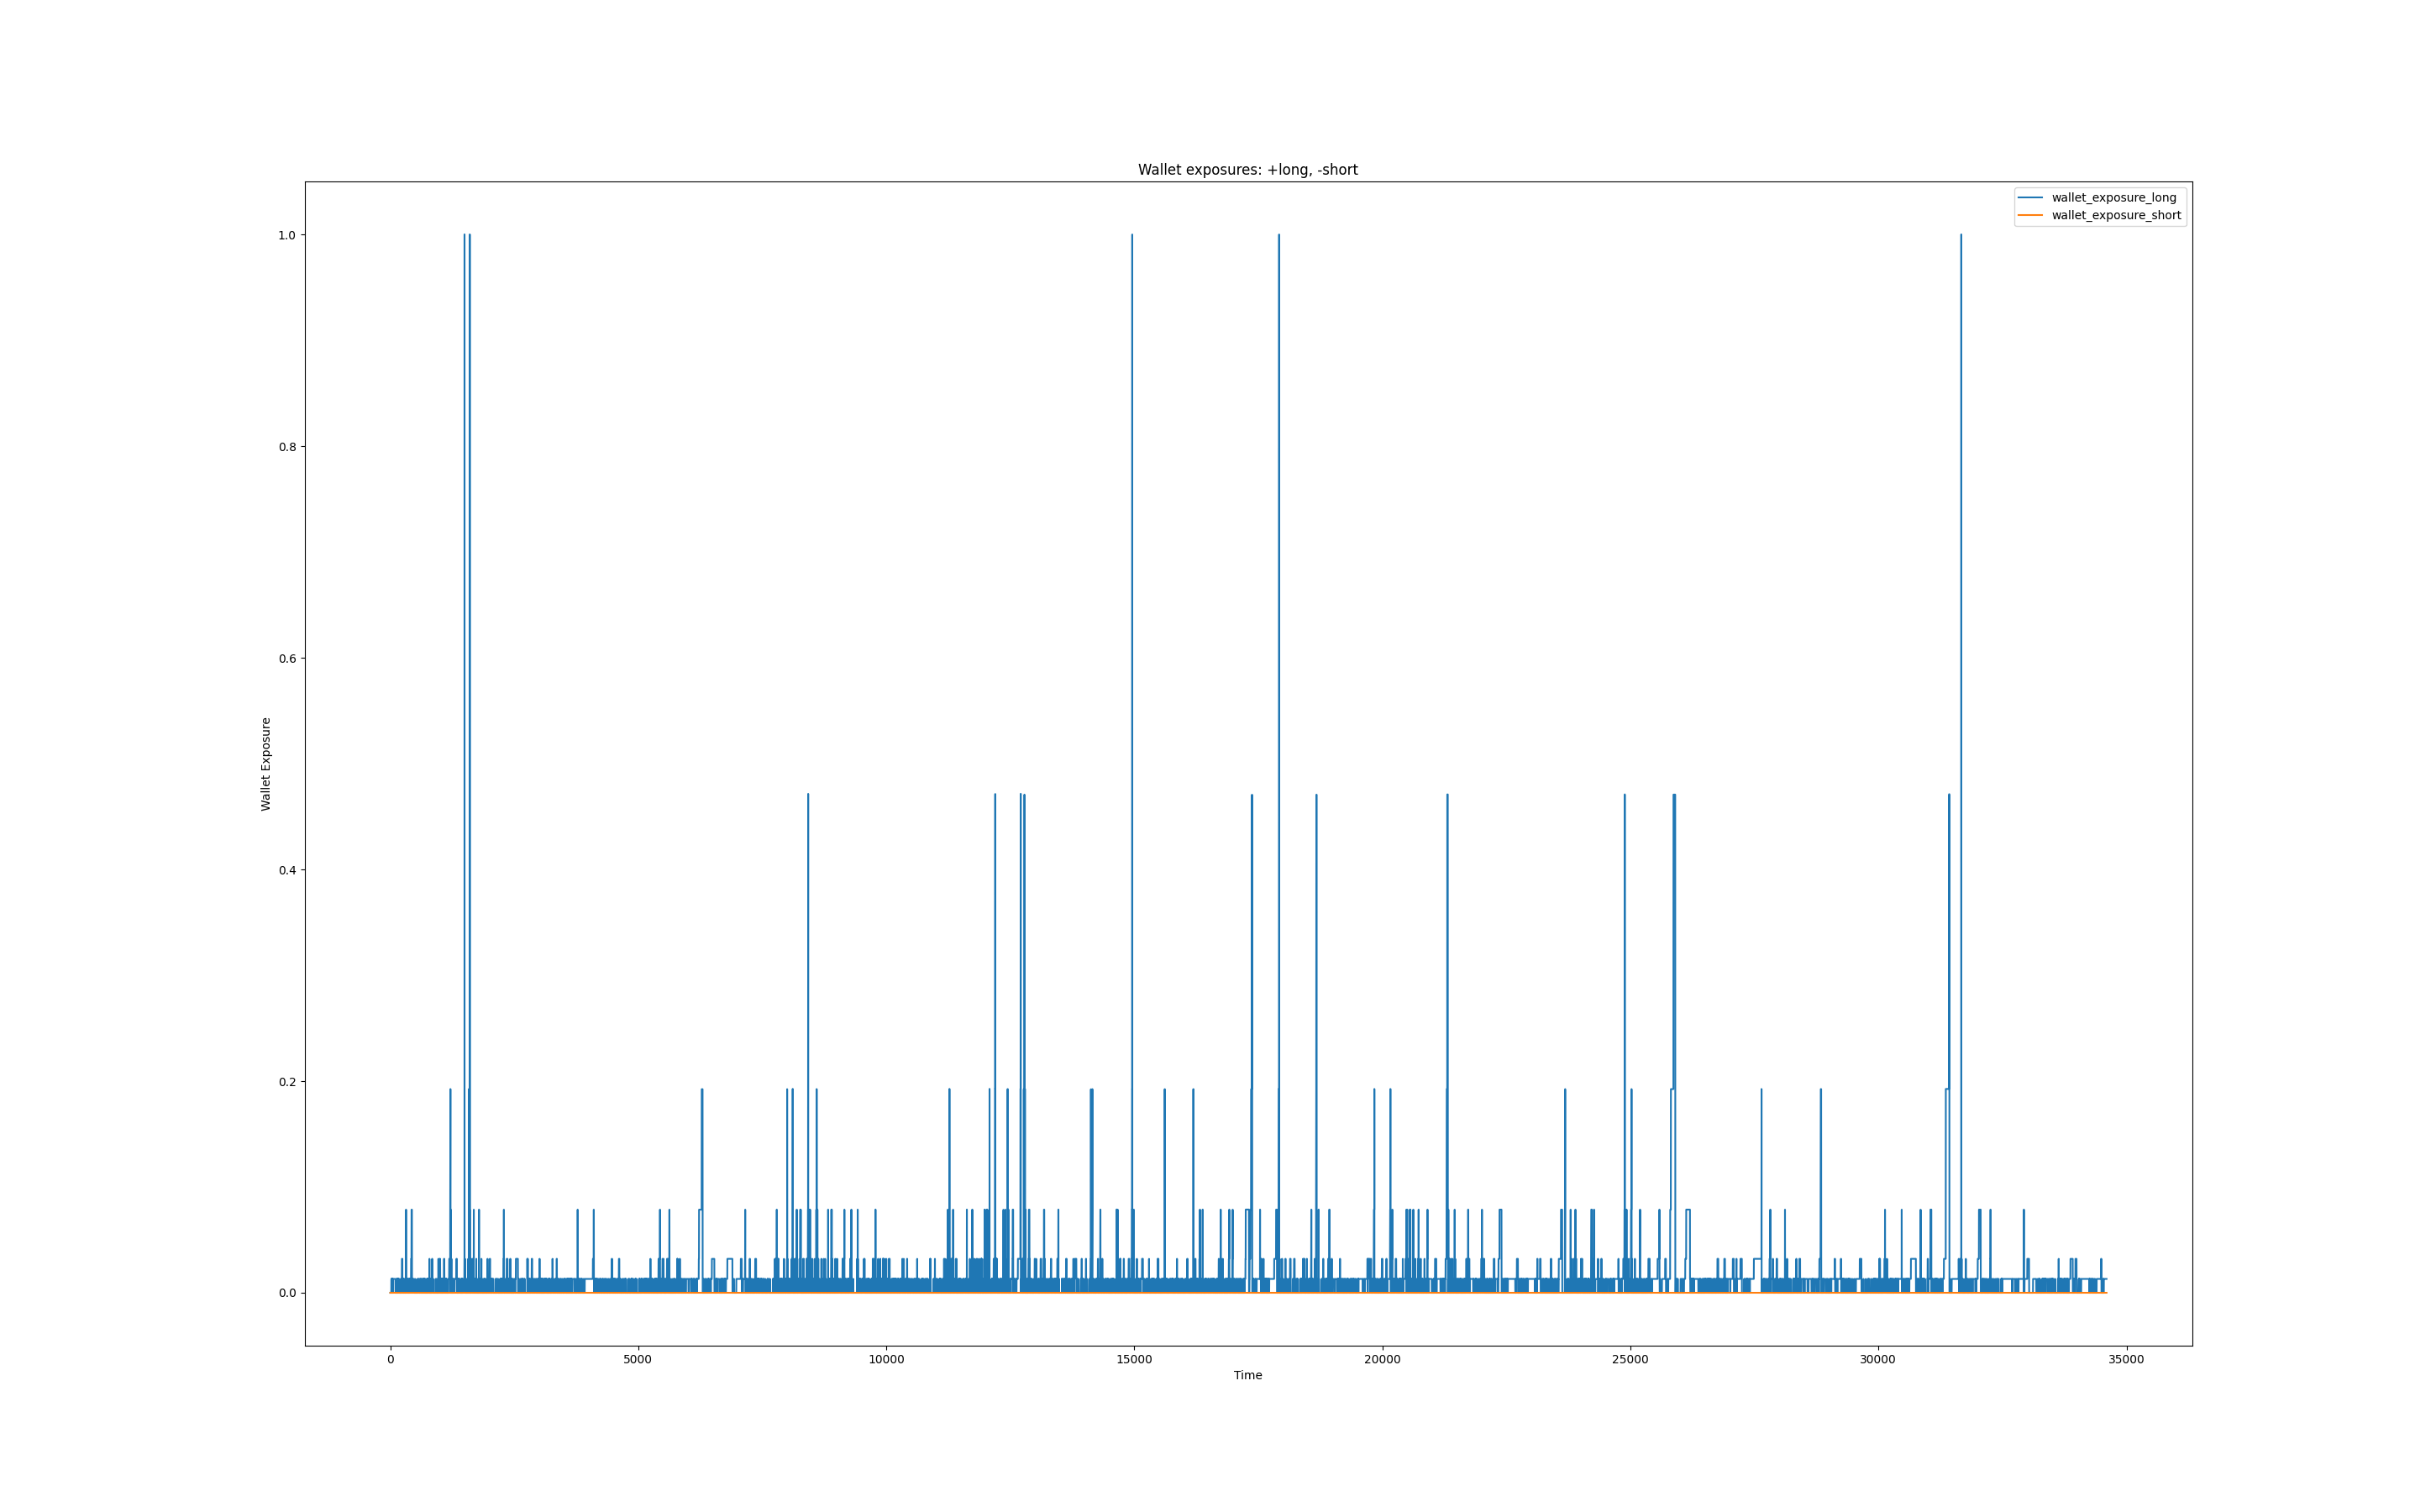 Wallet exposures: +long, -short
wallet_exposure_long
wallet_exposure_short
1.0
0.8
0.6
0.4
0.2
0.0
Wallet Exposure
0 5000 10000 15000 20000 25000 30000 35000
Time